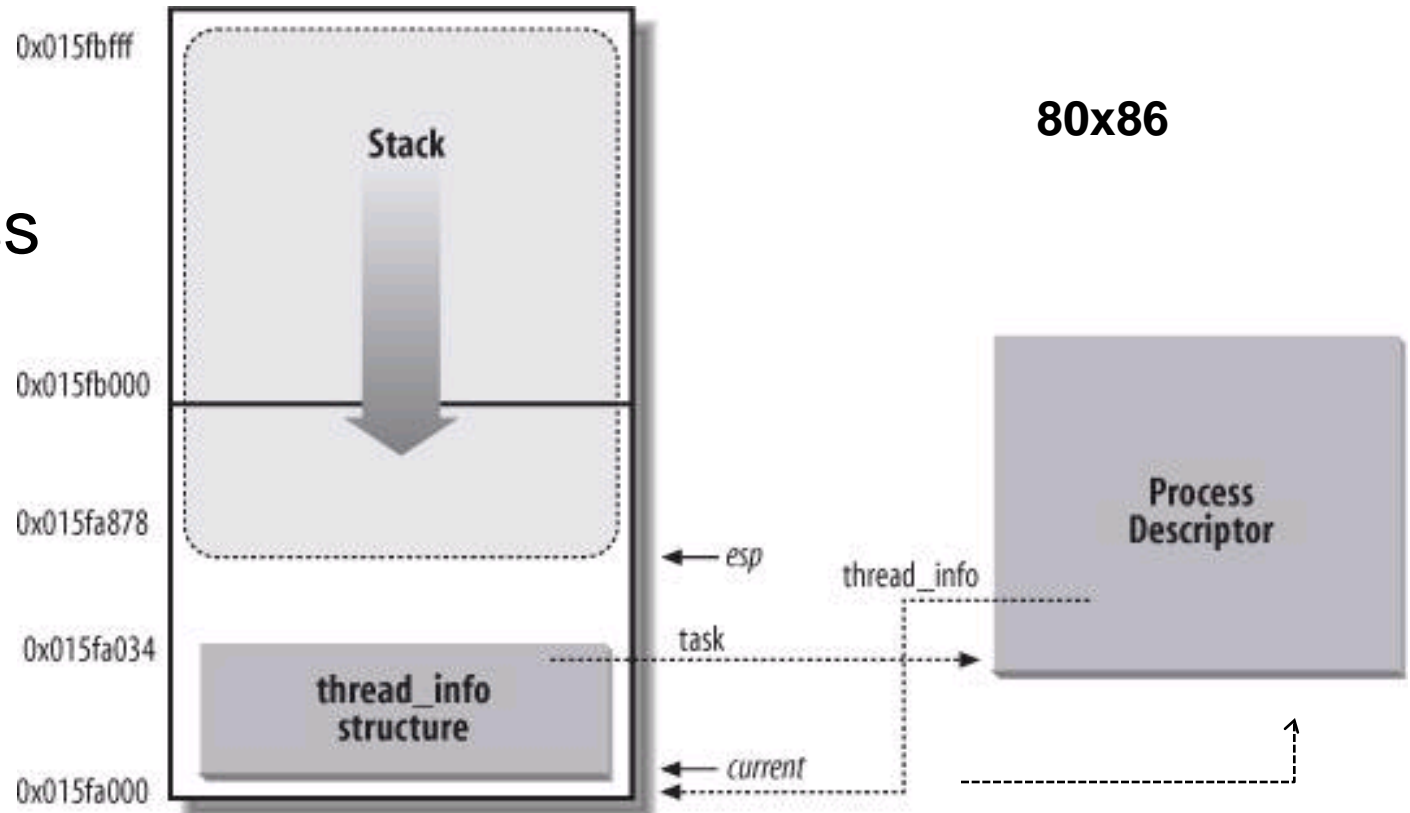 0x015fbfff
80x86
Stack
s
0x015fb000
Process
Descriptor
0x015fa878
esp
thread_info
task
0x015fa034
thread_info
structure
current
0x015fa000